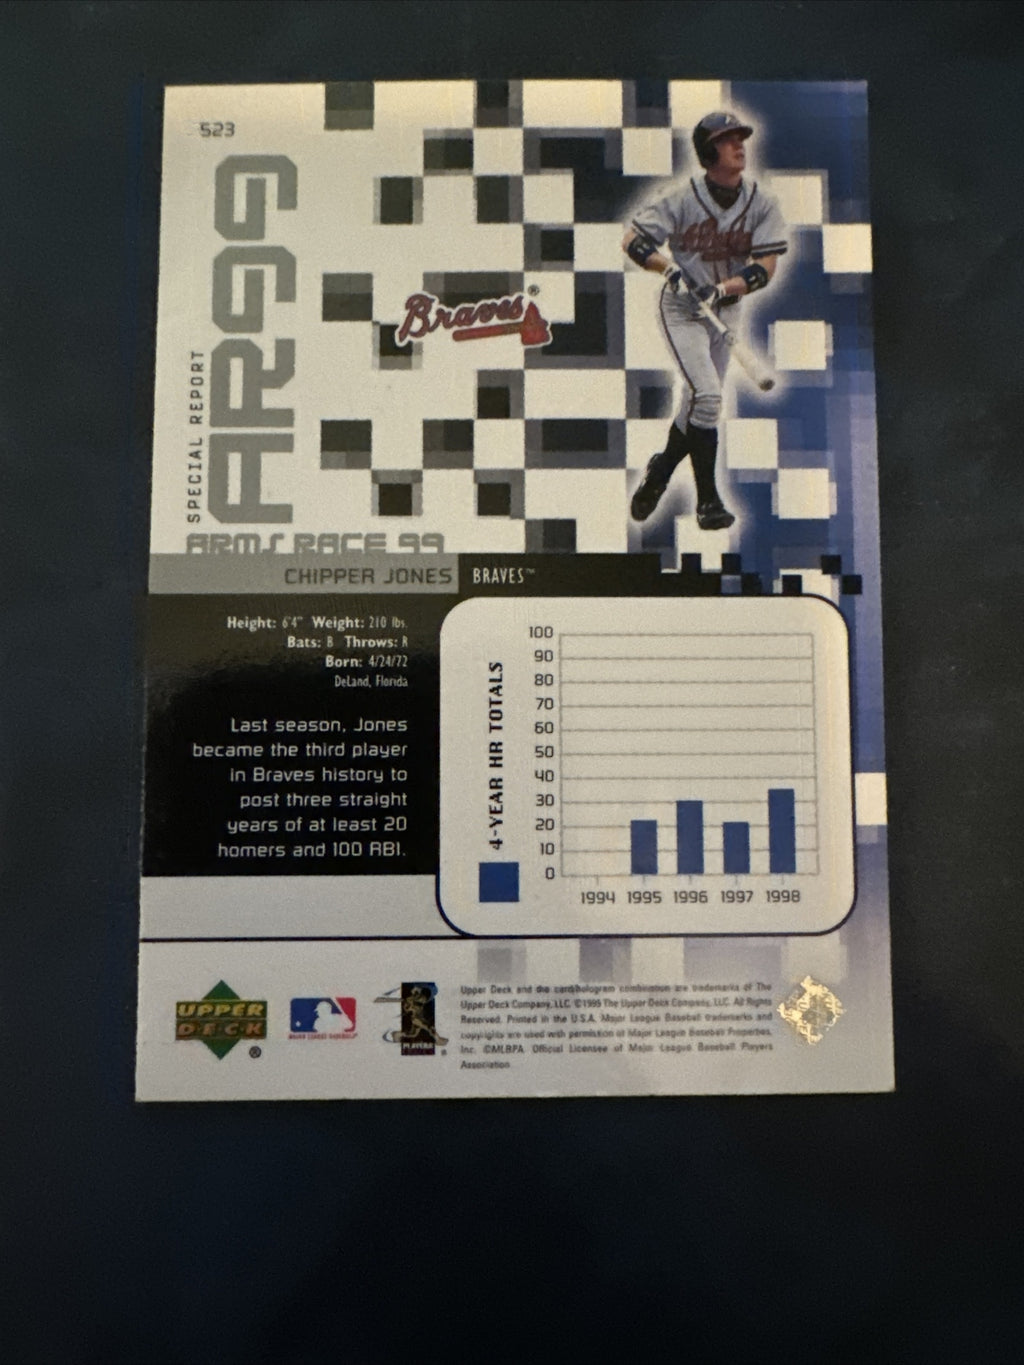 523
SPECIAL REPORT
AR99
Braves®
ARMS RACE 99
CHIPPER JONES BRAVES™
Height: 6'4" Weight: 210 lbs.
Bats: B Throws: R
Born: 4/24/72
DeLand, Florida
Last season, Jones
became the third player
in Braves history to
post three straight
years of at least 20
homers and 100 RBI.
4-YEAR HR TOTALS
100
90
80
70
60
50
40
30
20
10
0
1994 1995 1996 1997 1998
UPPER
DECK ®
MAJOR LEAGUE BASEBALL
PLAYERS
Upper Deck and the card/hologram combination are trademarks of The
Upper Deck Company, LLC. ©1999 The Upper Deck Company, LLC. All Rights
Reserved. Printed in the U.S.A. Major League Baseball trademarks and
copyrights are used with permission of Major League Baseball Properties,
Inc. ©MLBPA Official Licensee of Major League Baseball Players
Association